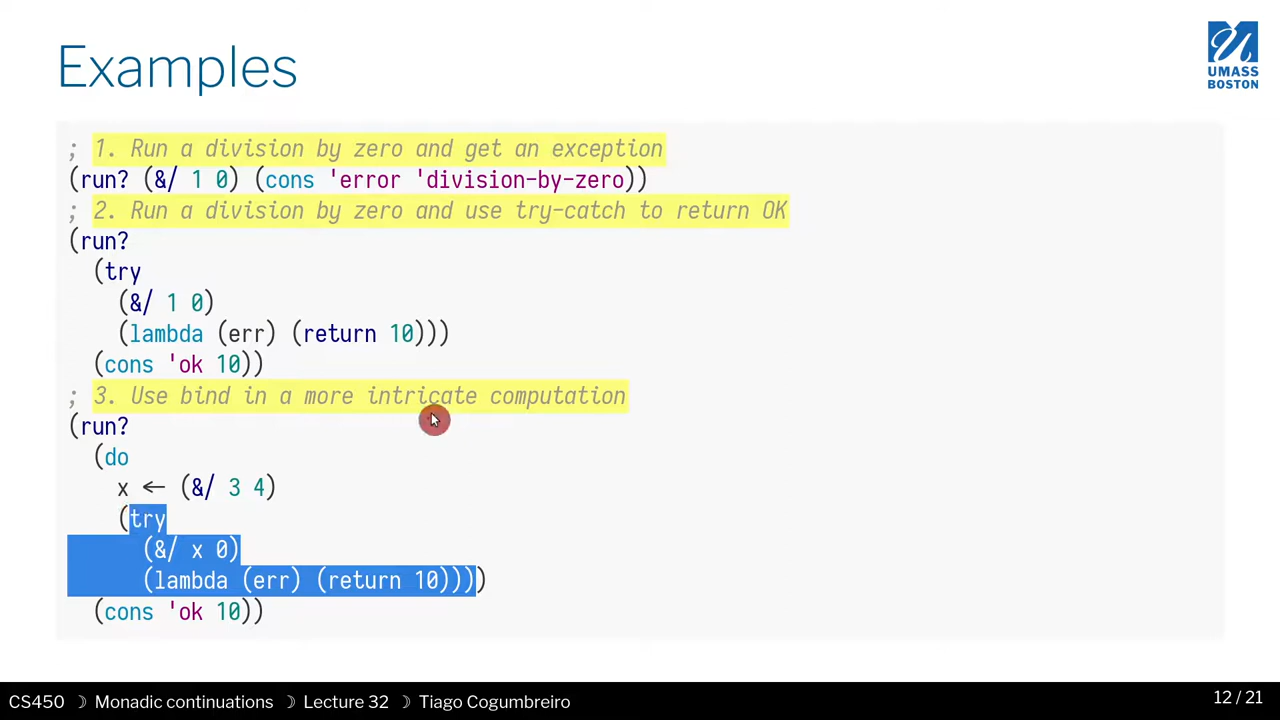 Examples
UMASS
BOSTON
; 1. Run a division by zero and get an exception
(run? (&/ 1 0) (cons 'error 'division-by-zero))
; 2. Run a division by zero and use try-catch to return OK
(run?
(try
(&/ 1 0)
(lambda (err) (return 10)))
(cons 'ok 10))
; 3. Use bind in a more intricate computation
(run?
(do
x ← (&/ 3 4)
(try
(&/ x 0)
(lambda (err) (return 10))))
(cons 'ok 10))
CS450 ☽ Monadic continuations ☽ Lecture 32 ☽ Tiago Cogumbreiro
12 / 21